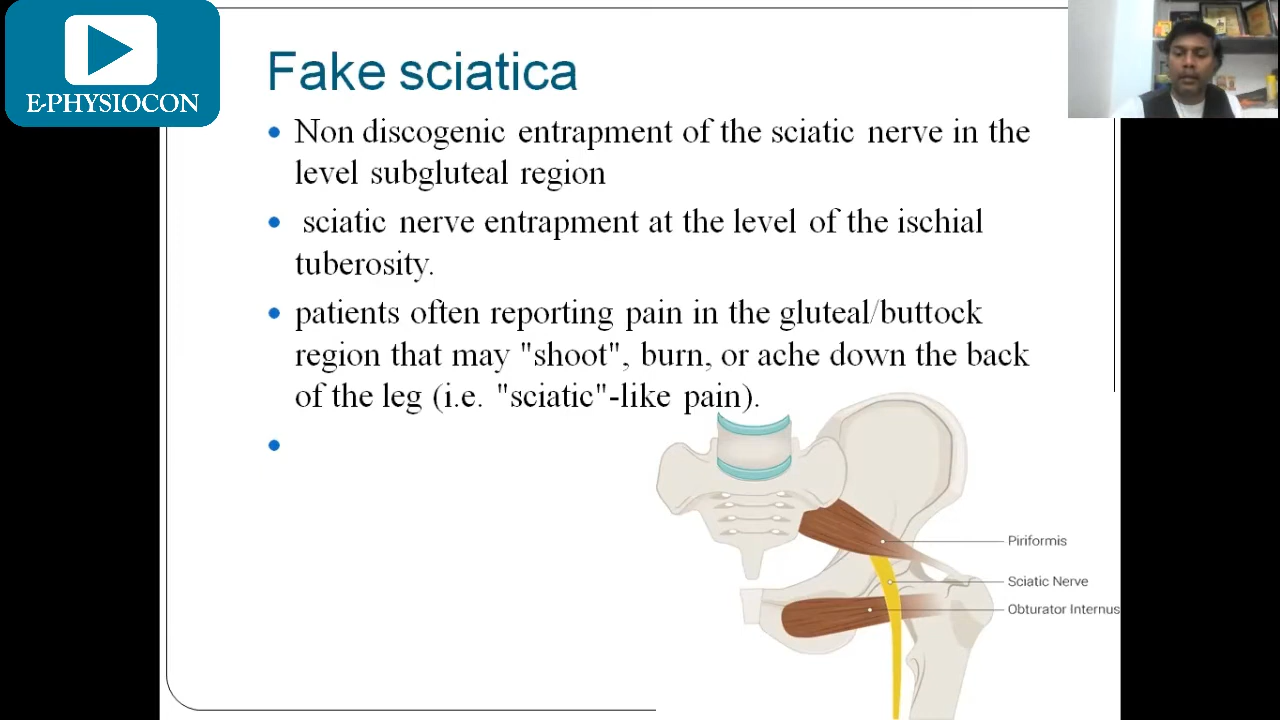 E-PHYSIOCON
Fake sciatica
Non discogenic entrapment of the sciatic nerve in the
level subgluteal region
sciatic nerve entrapment at the level of the ischial
tuberosity.
patients often reporting pain in the gluteal/buttock
region that may "shoot", burn, or ache down the back
of the leg (i.e. "sciatic"-like pain).
Piriformis
Sciatic Nerve
Obturator Internus